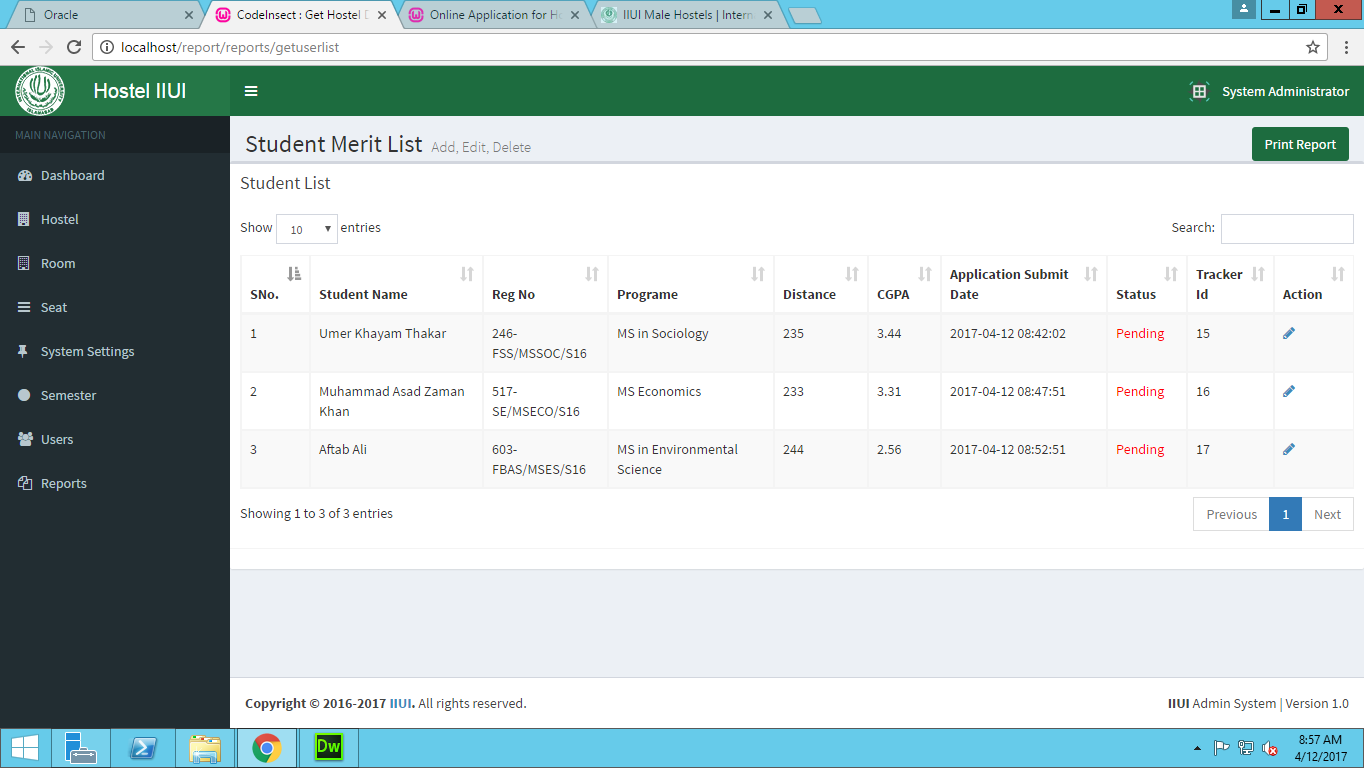 Oracle
CodeInsect : Get Hostel D
Online Application for Ho
IIUI Male Hostels | Intern
localhost/report/reports/getuserlist
Hostel IIUI
System Administrator
MAIN NAVIGATION
Dashboard
Hostel
Room
Seat
System Settings
Semester
Users
Reports
Student Merit List Add, Edit, Delete
Print Report
Student List
Show 10 entries
Search:
SNo. Student Name Reg No Programe Distance CGPA Application Submit Date Status Tracker Id Action
1 Umer Khayam Thakar 246-FSS/MSSOC/S16 MS in Sociology 235 3.44 2017-04-12 08:42:02 Pending 15
2 Muhammad Asad Zaman Khan 517-SE/MSECO/S16 MS Economics 233 3.31 2017-04-12 08:47:51 Pending 16
3 Aftab Ali 603-FBAS/MSES/S16 MS in Environmental Science 244 2.56 2017-04-12 08:52:51 Pending 17
Showing 1 to 3 of 3 entries
Previous 1 Next
Copyright © 2016-2017 IIUI. All rights reserved.
IIUI Admin System | Version 1.0
Dw
8:57 AM
4/12/2017